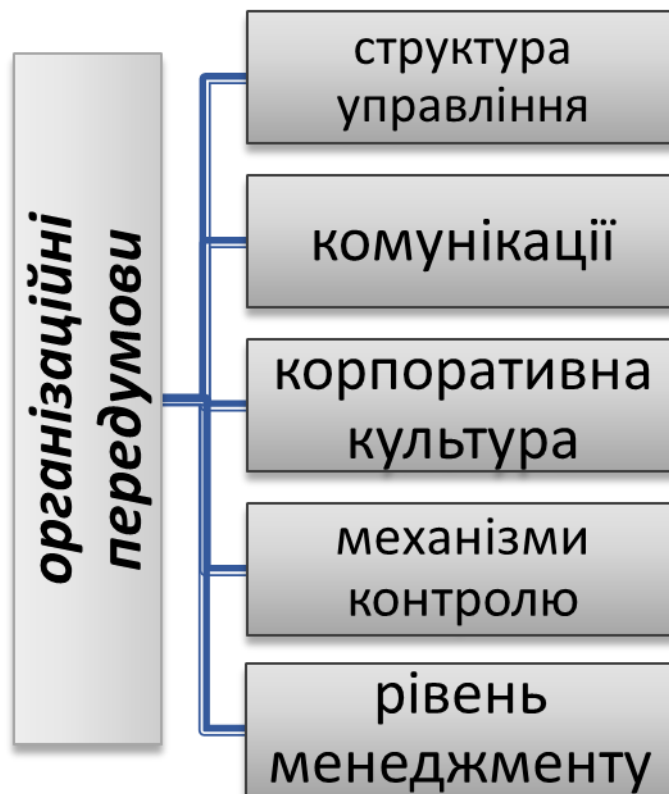 організаційні
передумови
структура
управління
комунікації
корпоративна
культура
механізми
контролю
рівень
менеджменту